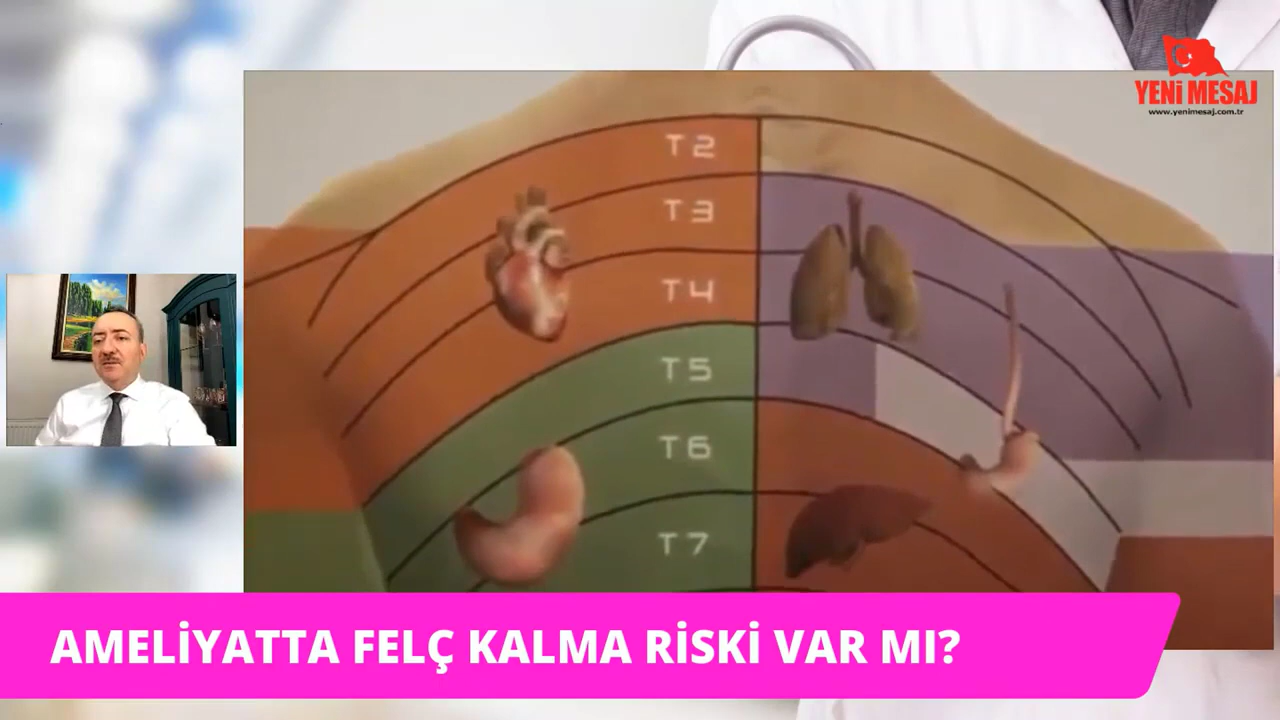 YENİ MESAJ
www.yenimesaj.com.tr
T2
T3
T4
T5
T6
T7
AMELİYATTA FELÇ KALMA RİSKİ VAR MI?